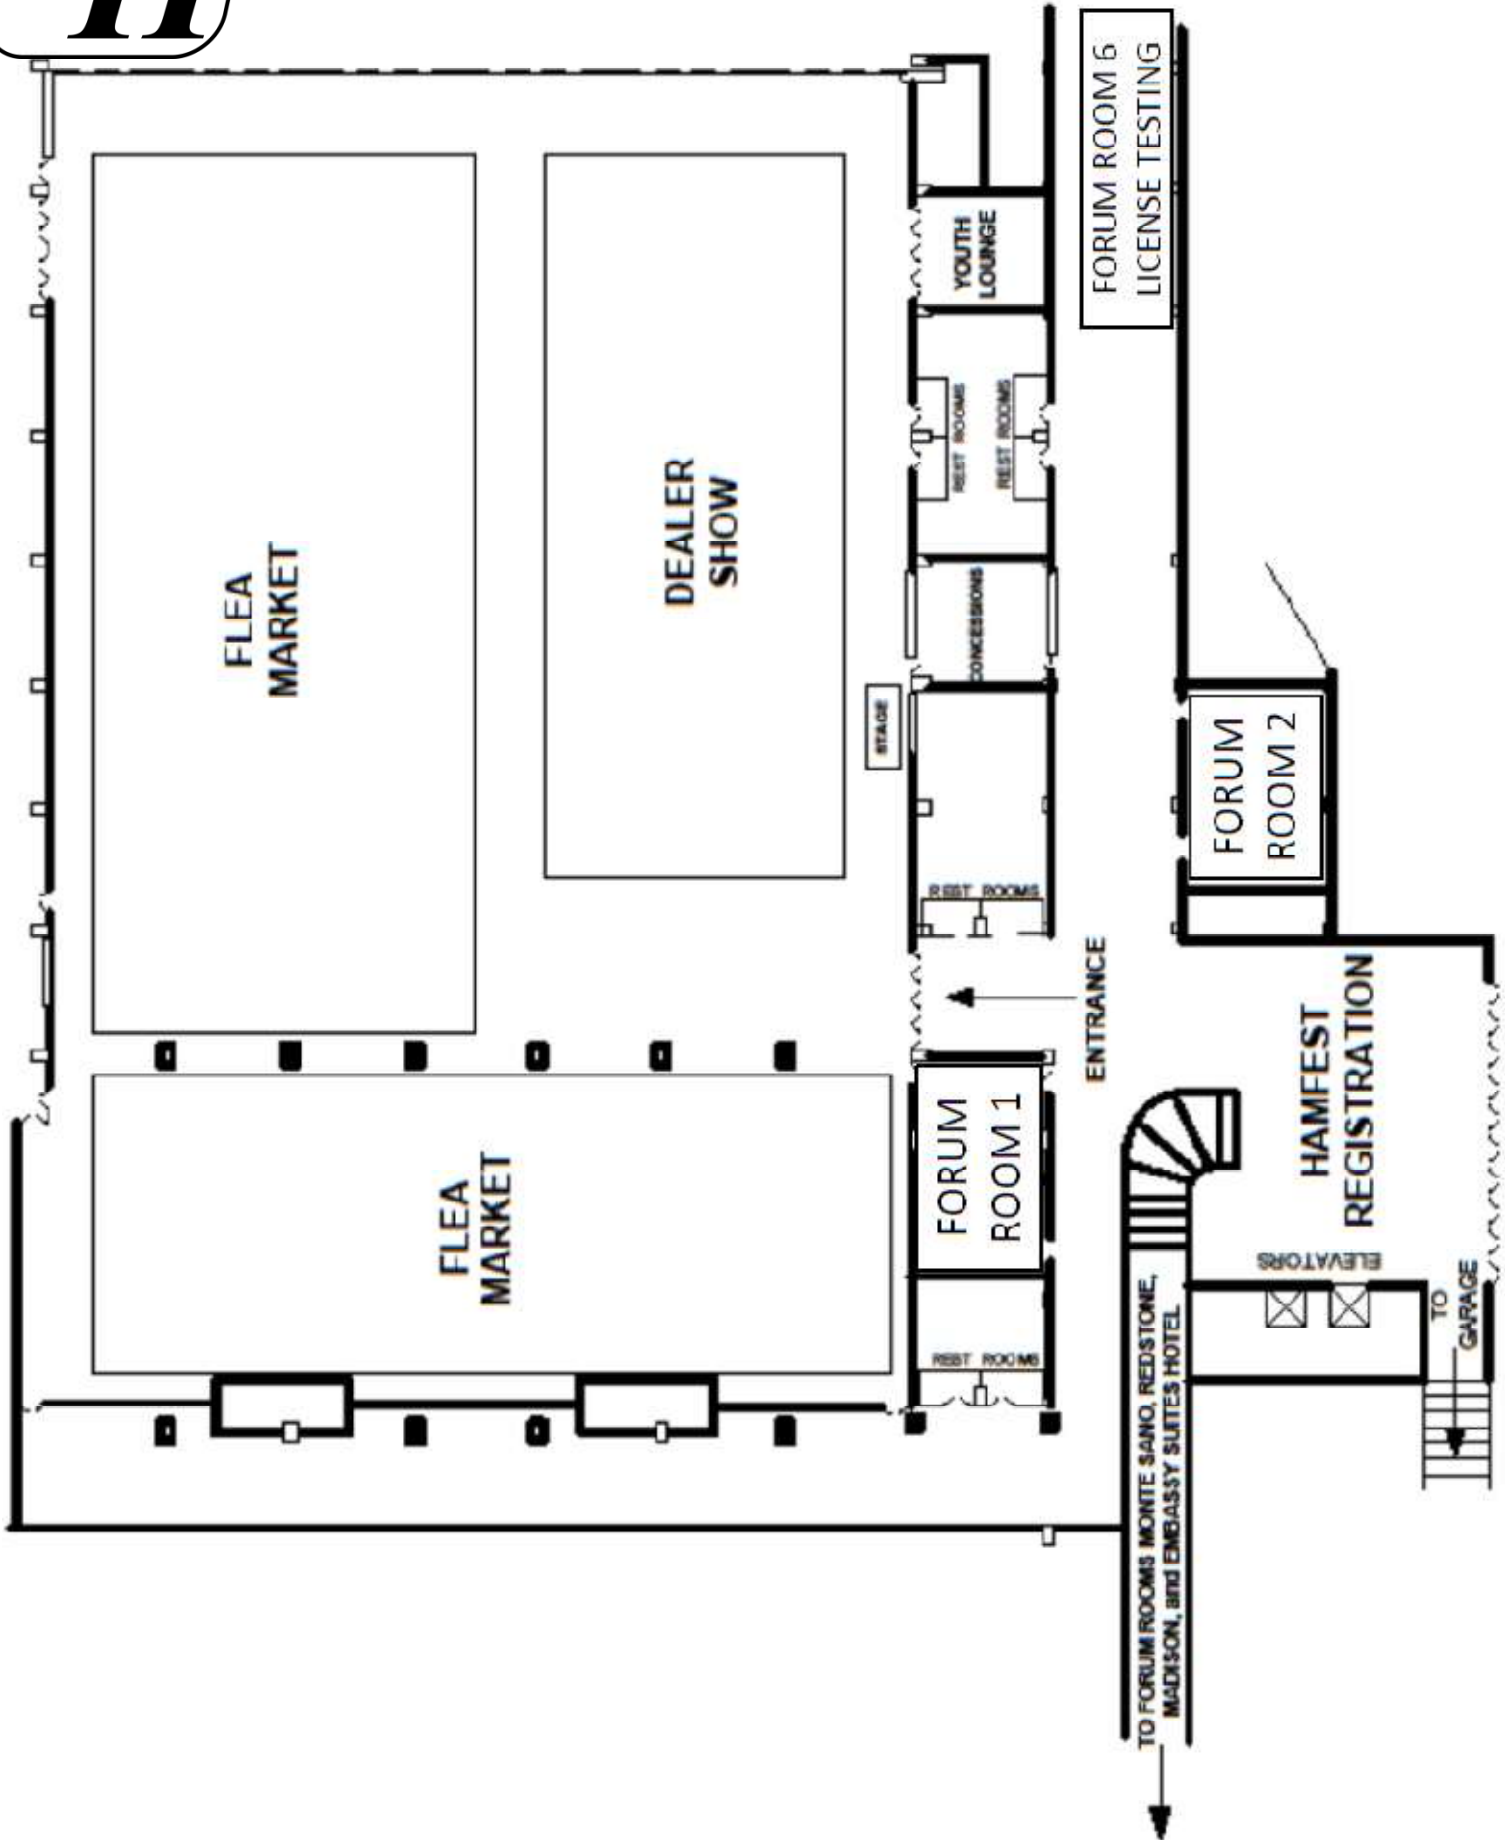 FLEA
MARKET
DEALER
SHOW
FLEA
MARKET
STAGE
YOUTH
LOUNGE
REST ROOMS
REST ROOMS
CONCESSIONS
REST ROOMS
FORUM
ROOM 1
REST ROOMS
ENTRANCE
FORUM ROOM 6
LICENSE TESTING
FORUM
ROOM 2
HAMFEST
REGISTRATION
ELEVATORS
TO
GARAGE
TO FORUM ROOMS MONTE SANO, REDSTONE,
MADISON, and EMBASSY SUITES HOTEL